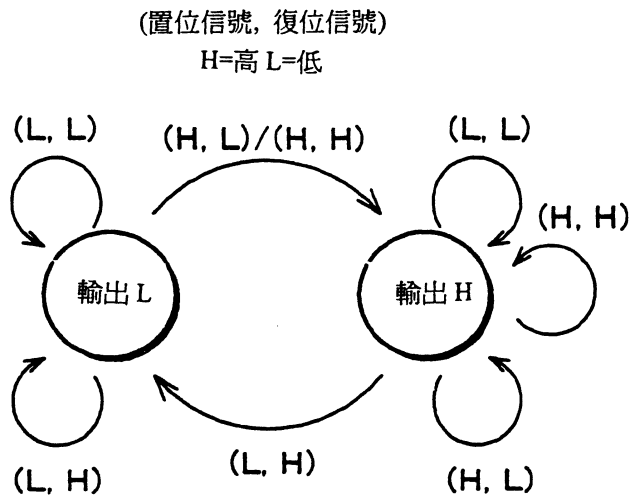 (置位信號, 復位信號)
H=高 L=低
(L, L)
(H, L)/(H, H)
(L, L)
(H, H)
輸出 L
輸出 H
(L, H)
(L, H)
(H, L)